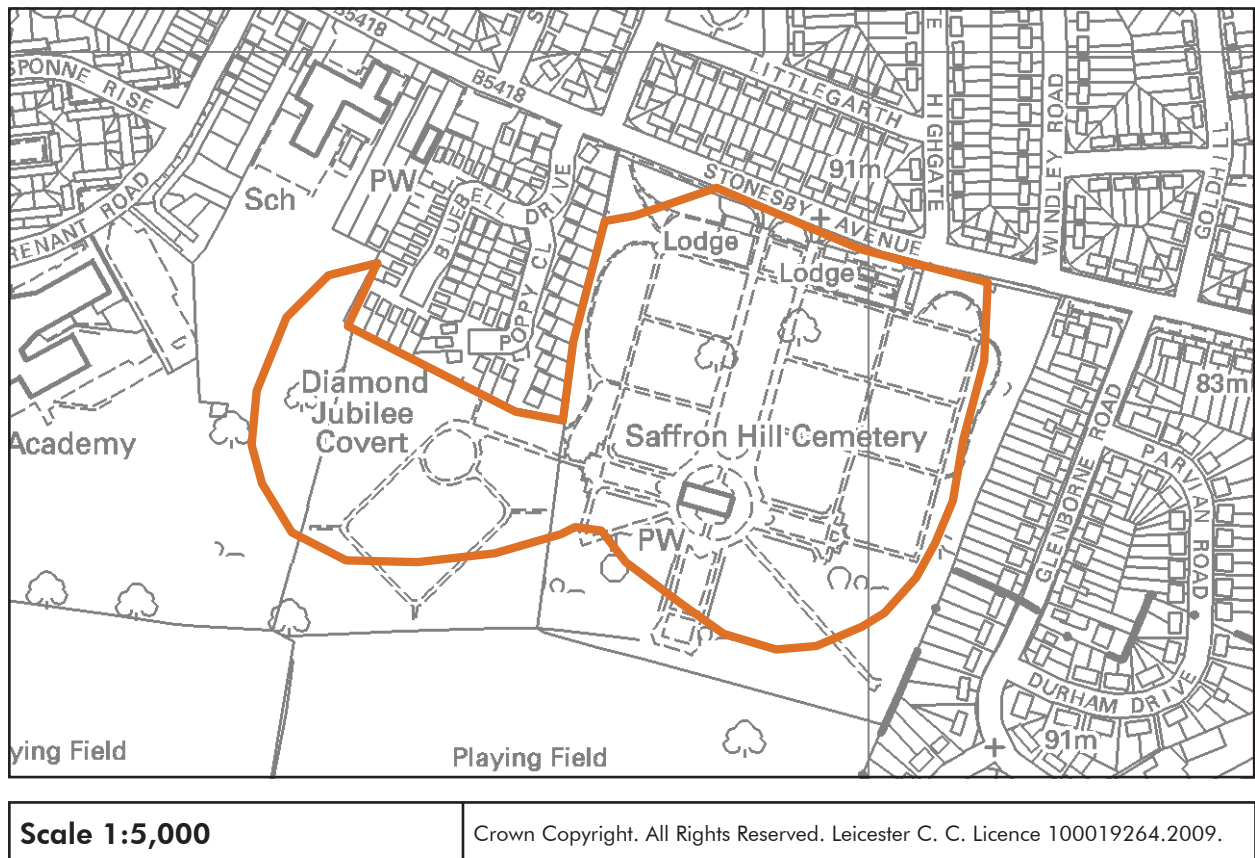 B5418
B5418
SPONNE RISE
LITTLEGARTH
HIGHGATE
WINDLEY ROAD
GOLDHILL
TRENANT ROAD
Sch
PW
BLUEBELL
DRIVE
POPPY CL
STONESBY AVENUE
91m
Lodge
Lodge
83m
Diamond
Jubilee
Covert
Academy
Saffron Hill Cemetery
PW
GLENBORNE ROAD
PARVIAN ROAD
DURHAM DRIVE
91m
ying Field
Playing Field
Scale 1:5,000
Crown Copyright. All Rights Reserved. Leicester C. C. Licence 100019264.2009.